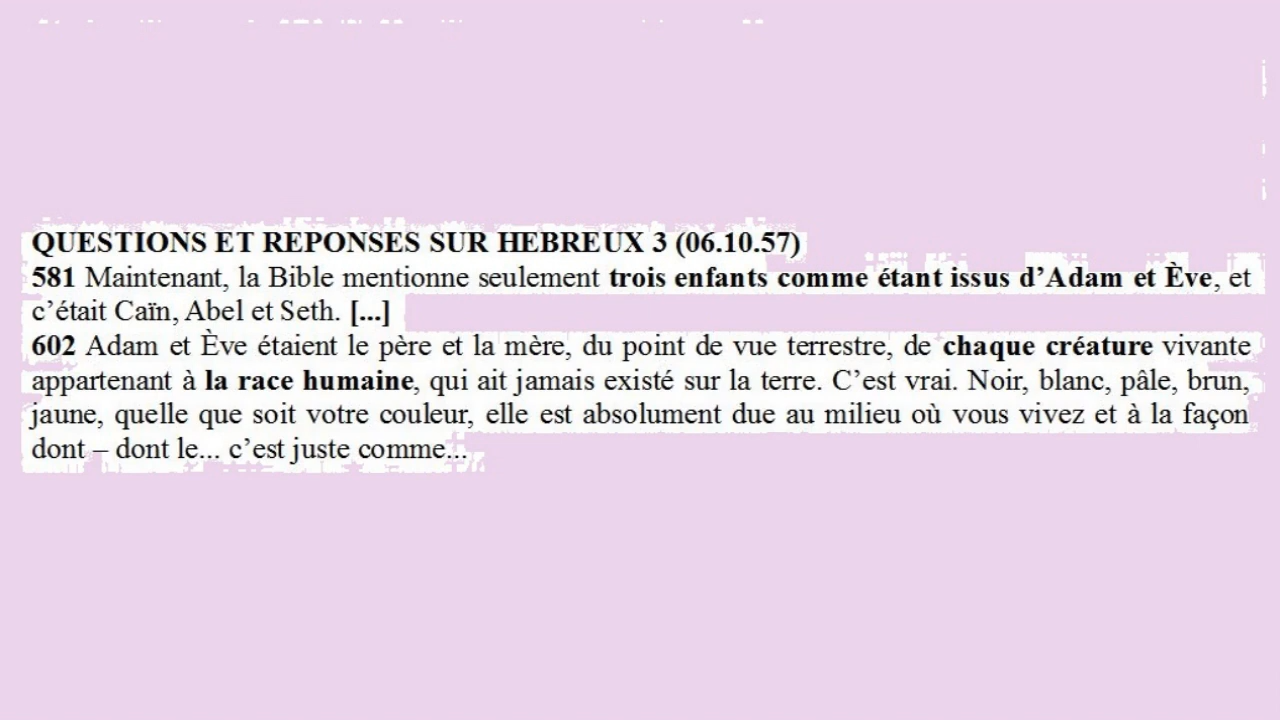 QUESTIONS ET REPONSES SUR HEBREUX 3 (06.10.57)
581 Maintenant, la Bible mentionne seulement trois enfants comme étant issus d’Adam et Ève, et
c’était Caïn, Abel et Seth. [...]
602 Adam et Ève étaient le père et la mère, du point de vue terrestre, de chaque créature vivante
appartenant à la race humaine, qui ait jamais existé sur la terre. C’est vrai. Noir, blanc, pâle, brun,
jaune, quelle que soit votre couleur, elle est absolument due au milieu où vous vivez et à la façon
dont – dont le... c’est juste comme...